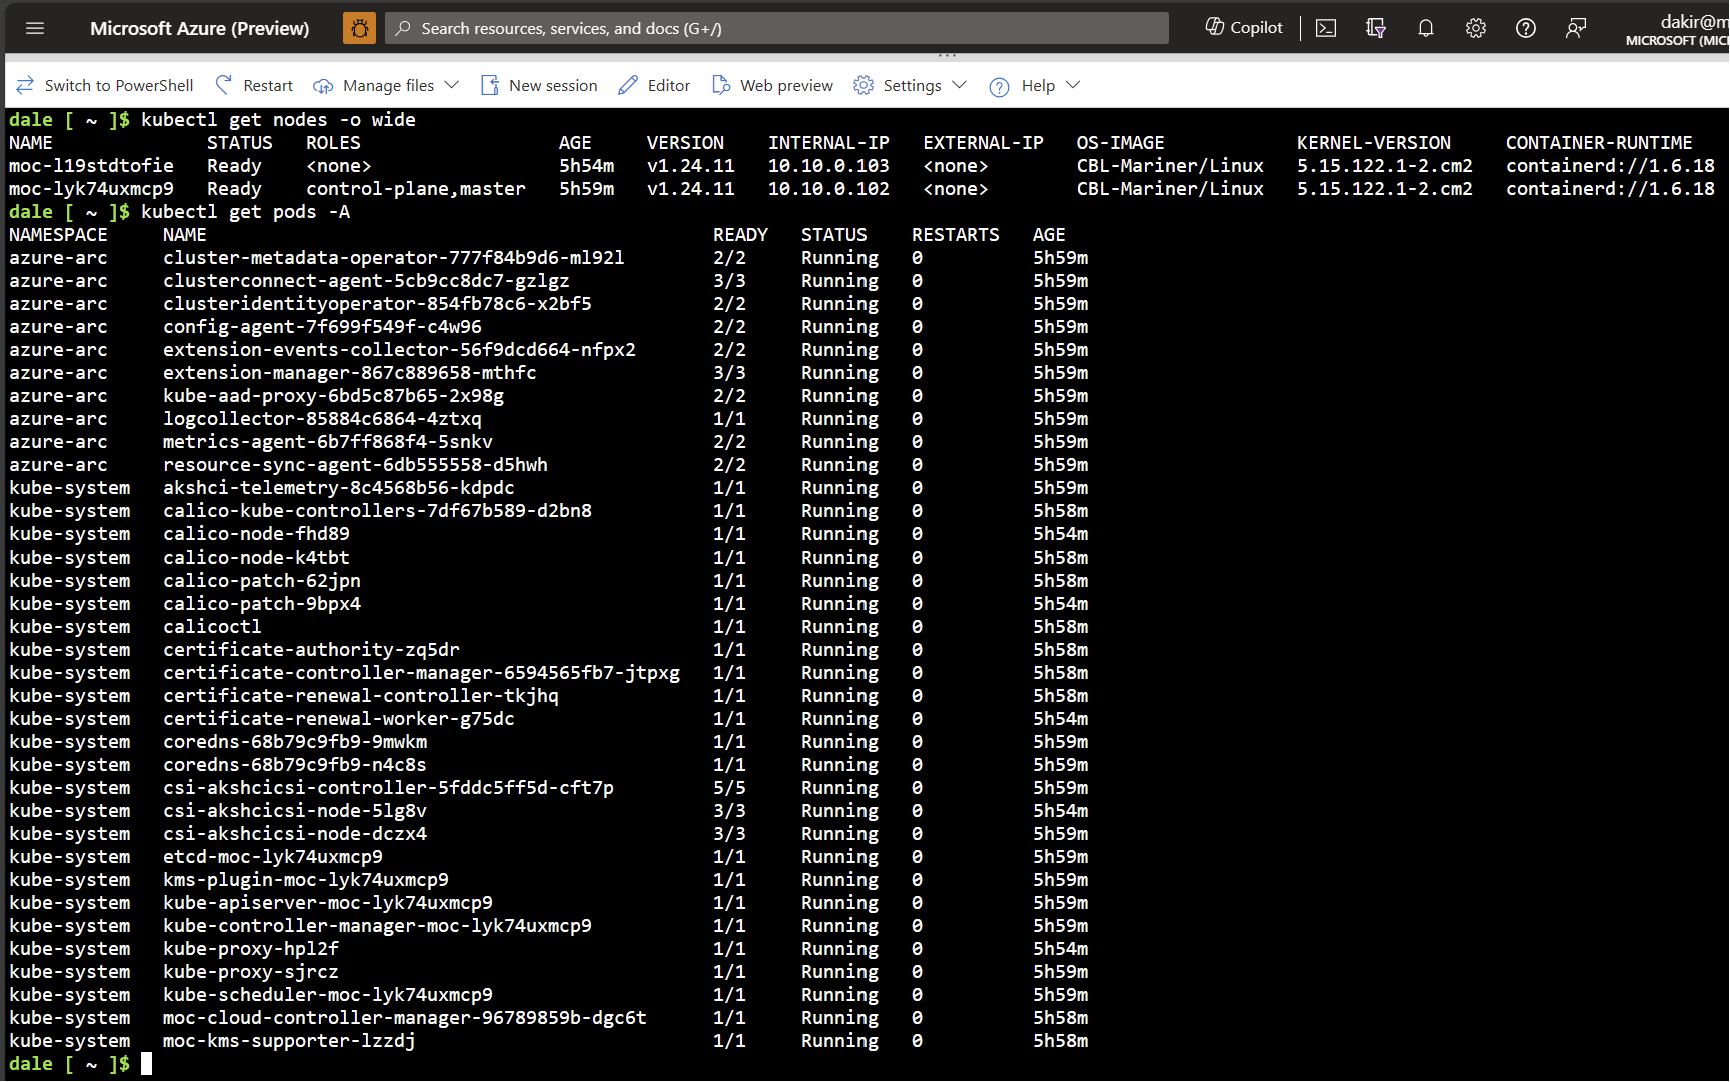 Microsoft Azure (Preview)
Search resources, services, and docs (G+/)
Copilot
dakir@m
MICROSOFT (MIC
Switch to PowerShell Restart Manage files New session Editor Web preview Settings Help
dale [ ~ ]$ kubectl get nodes -o wide
NAME STATUS ROLES AGE VERSION INTERNAL-IP EXTERNAL-IP OS-IMAGE KERNEL-VERSION CONTAINER-RUNTIME
moc-l19stdtofie Ready <none> 5h54m v1.24.11 10.10.0.103 <none> CBL-Mariner/Linux 5.15.122.1-2.cm2 containerd://1.6.18
moc-lyk74uxmcp9 Ready control-plane,master 5h59m v1.24.11 10.10.0.102 <none> CBL-Mariner/Linux 5.15.122.1-2.cm2 containerd://1.6.18
dale [ ~ ]$ kubectl get pods -A
NAMESPACE NAME READY STATUS RESTARTS AGE
azure-arc cluster-metadata-operator-777f84b9d6-ml92l 2/2 Running 0 5h59m
azure-arc clusterconnect-agent-5cb9cc8dc7-gzlgz 3/3 Running 0 5h59m
azure-arc clusteridentityoperator-854fb78c6-x2bf5 2/2 Running 0 5h59m
azure-arc config-agent-7f699f549f-c4w96 2/2 Running 0 5h59m
azure-arc extension-events-collector-56f9dcd664-nfpx2 2/2 Running 0 5h59m
azure-arc extension-manager-867c889658-mthfc 3/3 Running 0 5h59m
azure-arc kube-aad-proxy-6bd5c87b65-2x98g 2/2 Running 0 5h59m
azure-arc logcollector-85884c6864-4ztxq 1/1 Running 0 5h59m
azure-arc metrics-agent-6b7ff868f4-5snkv 2/2 Running 0 5h59m
azure-arc resource-sync-agent-6db555558-d5hwh 2/2 Running 0 5h59m
kube-system akshci-telemetry-8c4568b56-kdpdc 1/1 Running 0 5h59m
kube-system calico-kube-controllers-7df67b589-d2bn8 1/1 Running 0 5h58m
kube-system calico-node-fhd89 1/1 Running 0 5h54m
kube-system calico-node-k4tbt 1/1 Running 0 5h58m
kube-system calico-patch-62jpn 1/1 Running 0 5h58m
kube-system calico-patch-9bpx4 1/1 Running 0 5h54m
kube-system calicoctl 1/1 Running 0 5h58m
kube-system certificate-authority-zq5dr 1/1 Running 0 5h58m
kube-system certificate-controller-manager-6594565fb7-jtpxg 1/1 Running 0 5h58m
kube-system certificate-renewal-controller-tkjhq 1/1 Running 0 5h58m
kube-system certificate-renewal-worker-g75dc 1/1 Running 0 5h54m
kube-system coredns-68b79c9fb9-9mwkm 1/1 Running 0 5h59m
kube-system coredns-68b79c9fb9-n4c8s 1/1 Running 0 5h59m
kube-system csi-akshcicsi-controller-5fddc5ff5d-cft7p 5/5 Running 0 5h59m
kube-system csi-akshcicsi-node-5lg8v 3/3 Running 0 5h54m
kube-system csi-akshcicsi-node-dczx4 3/3 Running 0 5h59m
kube-system etcd-moc-lyk74uxmcp9 1/1 Running 0 5h59m
kube-system kms-plugin-moc-lyk74uxmcp9 1/1 Running 0 5h59m
kube-system kube-apiserver-moc-lyk74uxmcp9 1/1 Running 0 5h59m
kube-system kube-controller-manager-moc-lyk74uxmcp9 1/1 Running 0 5h59m
kube-system kube-proxy-hpl2f 1/1 Running 0 5h54m
kube-system kube-proxy-sjrcz 1/1 Running 0 5h59m
kube-system kube-scheduler-moc-lyk74uxmcp9 1/1 Running 0 5h59m
kube-system moc-cloud-controller-manager-96789859b-dgc6t 1/1 Running 0 5h58m
kube-system moc-kms-supporter-lzzdj 1/1 Running 0 5h58m
dale [ ~ ]$